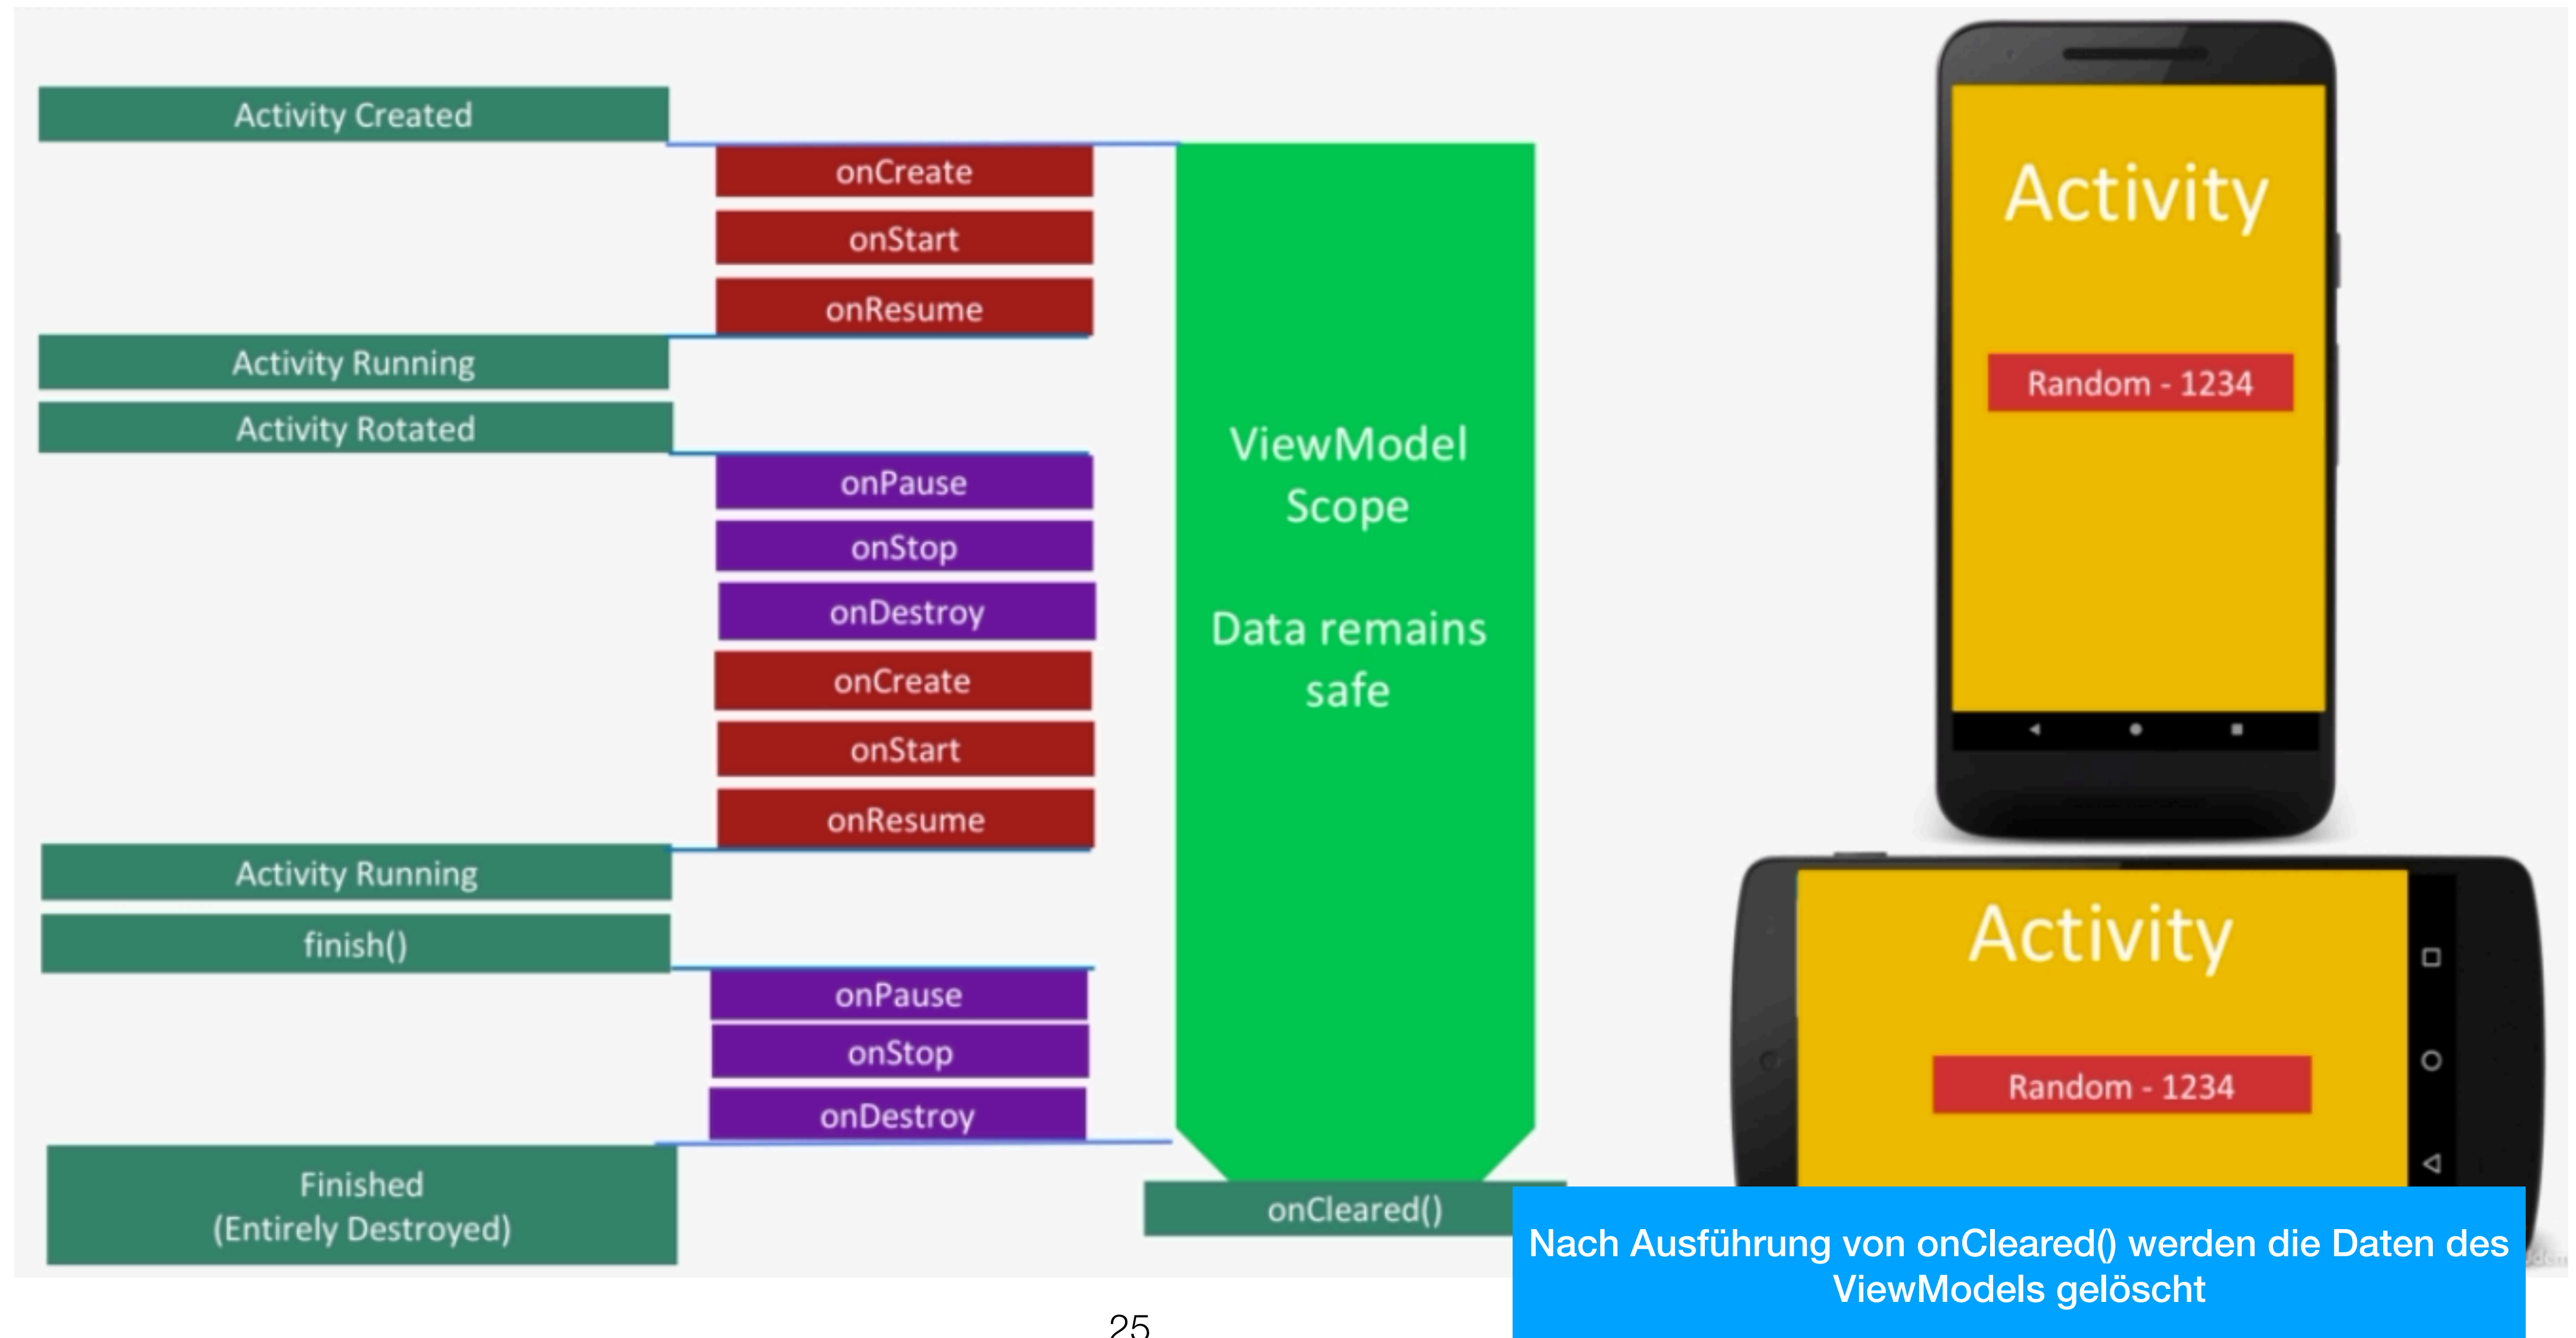 Activity Created
onCreate
onStart
onResume
Activity Running
Activity Rotated
onPause
onStop
onDestroy
onCreate
onStart
onResume
Activity Running
finish()
onPause
onStop
onDestroy
Finished
(Entirely Destroyed)
ViewModel
Scope
Data remains
safe
onCleared()
Activity
Random - 1234
Activity
Random - 1234
Nach Ausführung von onCleared() werden die Daten des
ViewModels gelöscht
25